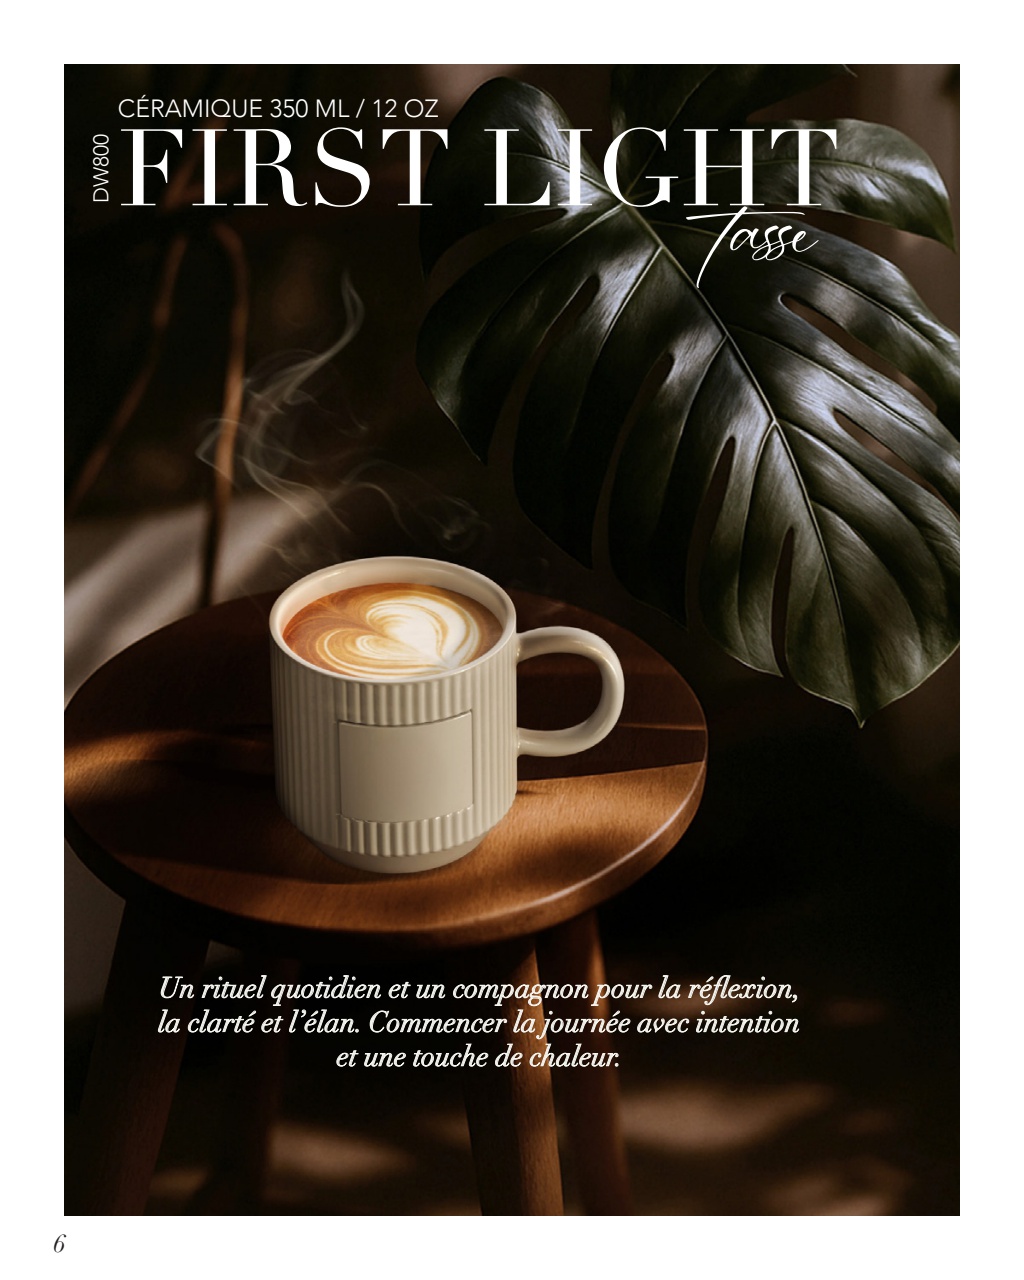 CÉRAMIQUE 350 ML / 12 OZ
DW800
FIRST LIGHT
Tasse
Un rituel quotidien et un compagnon pour la réflexion,
la clarté et l’élan. Commencer la journée avec intention
et une touche de chaleur.
6